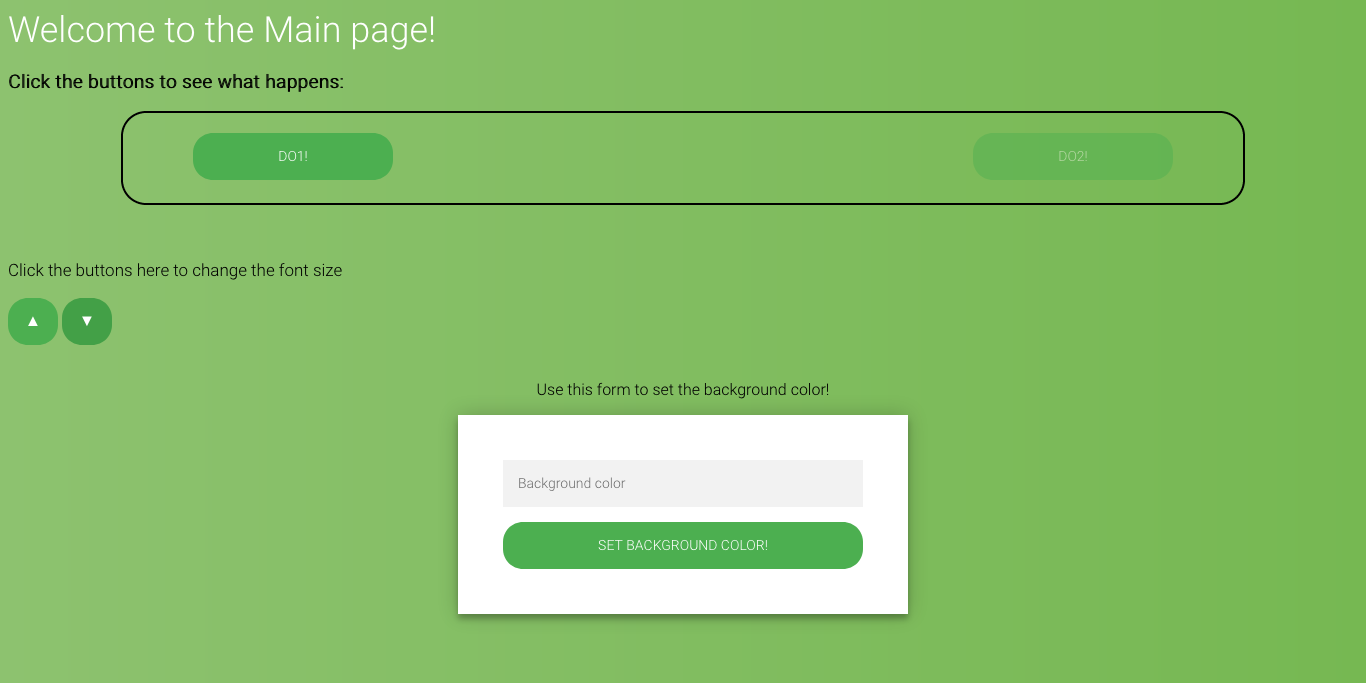 Welcome to the Main page!
Click the buttons to see what happens:
DO1!
DO2!
Click the buttons here to change the font size
▲
▼
Use this form to set the background color!
Background color
SET BACKGROUND COLOR!